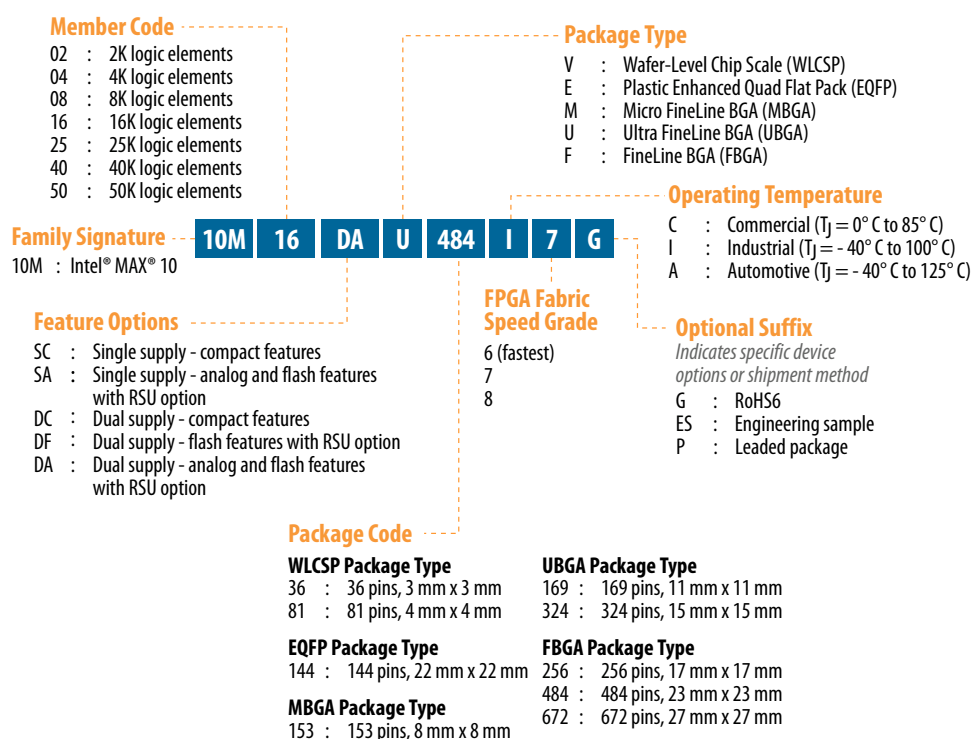 Member Code
02 : 2K logic elements
04 : 4K logic elements
08 : 8K logic elements
16 : 16K logic elements
25 : 25K logic elements
40 : 40K logic elements
50 : 50K logic elements
Package Type
V : Wafer-Level Chip Scale (WLCSP)
E : Plastic Enhanced Quad Flat Pack (EQFP)
M : Micro FineLine BGA (MBGA)
U : Ultra FineLine BGA (UBGA)
F : FineLine BGA (FBGA)
Operating Temperature
C : Commercial (TJ = 0° C to 85° C)
I : Industrial (TJ = - 40° C to 100° C)
A : Automotive (TJ = - 40° C to 125° C)
Family Signature
10M : Intel® MAX® 10
10M 16 DA U 484 I 7 G
Feature Options
SC : Single supply - compact features
SA : Single supply - analog and flash features
with RSU option
DC : Dual supply - compact features
DF : Dual supply - flash features with RSU option
DA : Dual supply - analog and flash features
with RSU option
FPGA Fabric
Speed Grade
6 (fastest)
7
8
Optional Suffix
Indicates specific device
options or shipment method
G : RoHS6
ES : Engineering sample
P : Leaded package
Package Code
WLCSP Package Type
36 : 36 pins, 3 mm x 3 mm
81 : 81 pins, 4 mm x 4 mm
EQFP Package Type
144 : 144 pins, 22 mm x 22 mm
MBGA Package Type
153 : 153 pins, 8 mm x 8 mm
UBGA Package Type
169 : 169 pins, 11 mm x 11 mm
324 : 324 pins, 15 mm x 15 mm
FBGA Package Type
256 : 256 pins, 17 mm x 17 mm
484 : 484 pins, 23 mm x 23 mm
672 : 672 pins, 27 mm x 27 mm